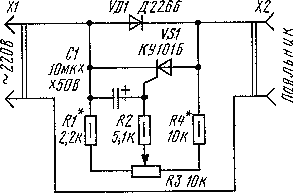 X1
VD1 Д226Б
X2
VS1
КУ101Б
C1
10мк×
×50В
~220В
Паяльник
R1*
2,2к
R2
5,1к
R4*
10к
R3 10к